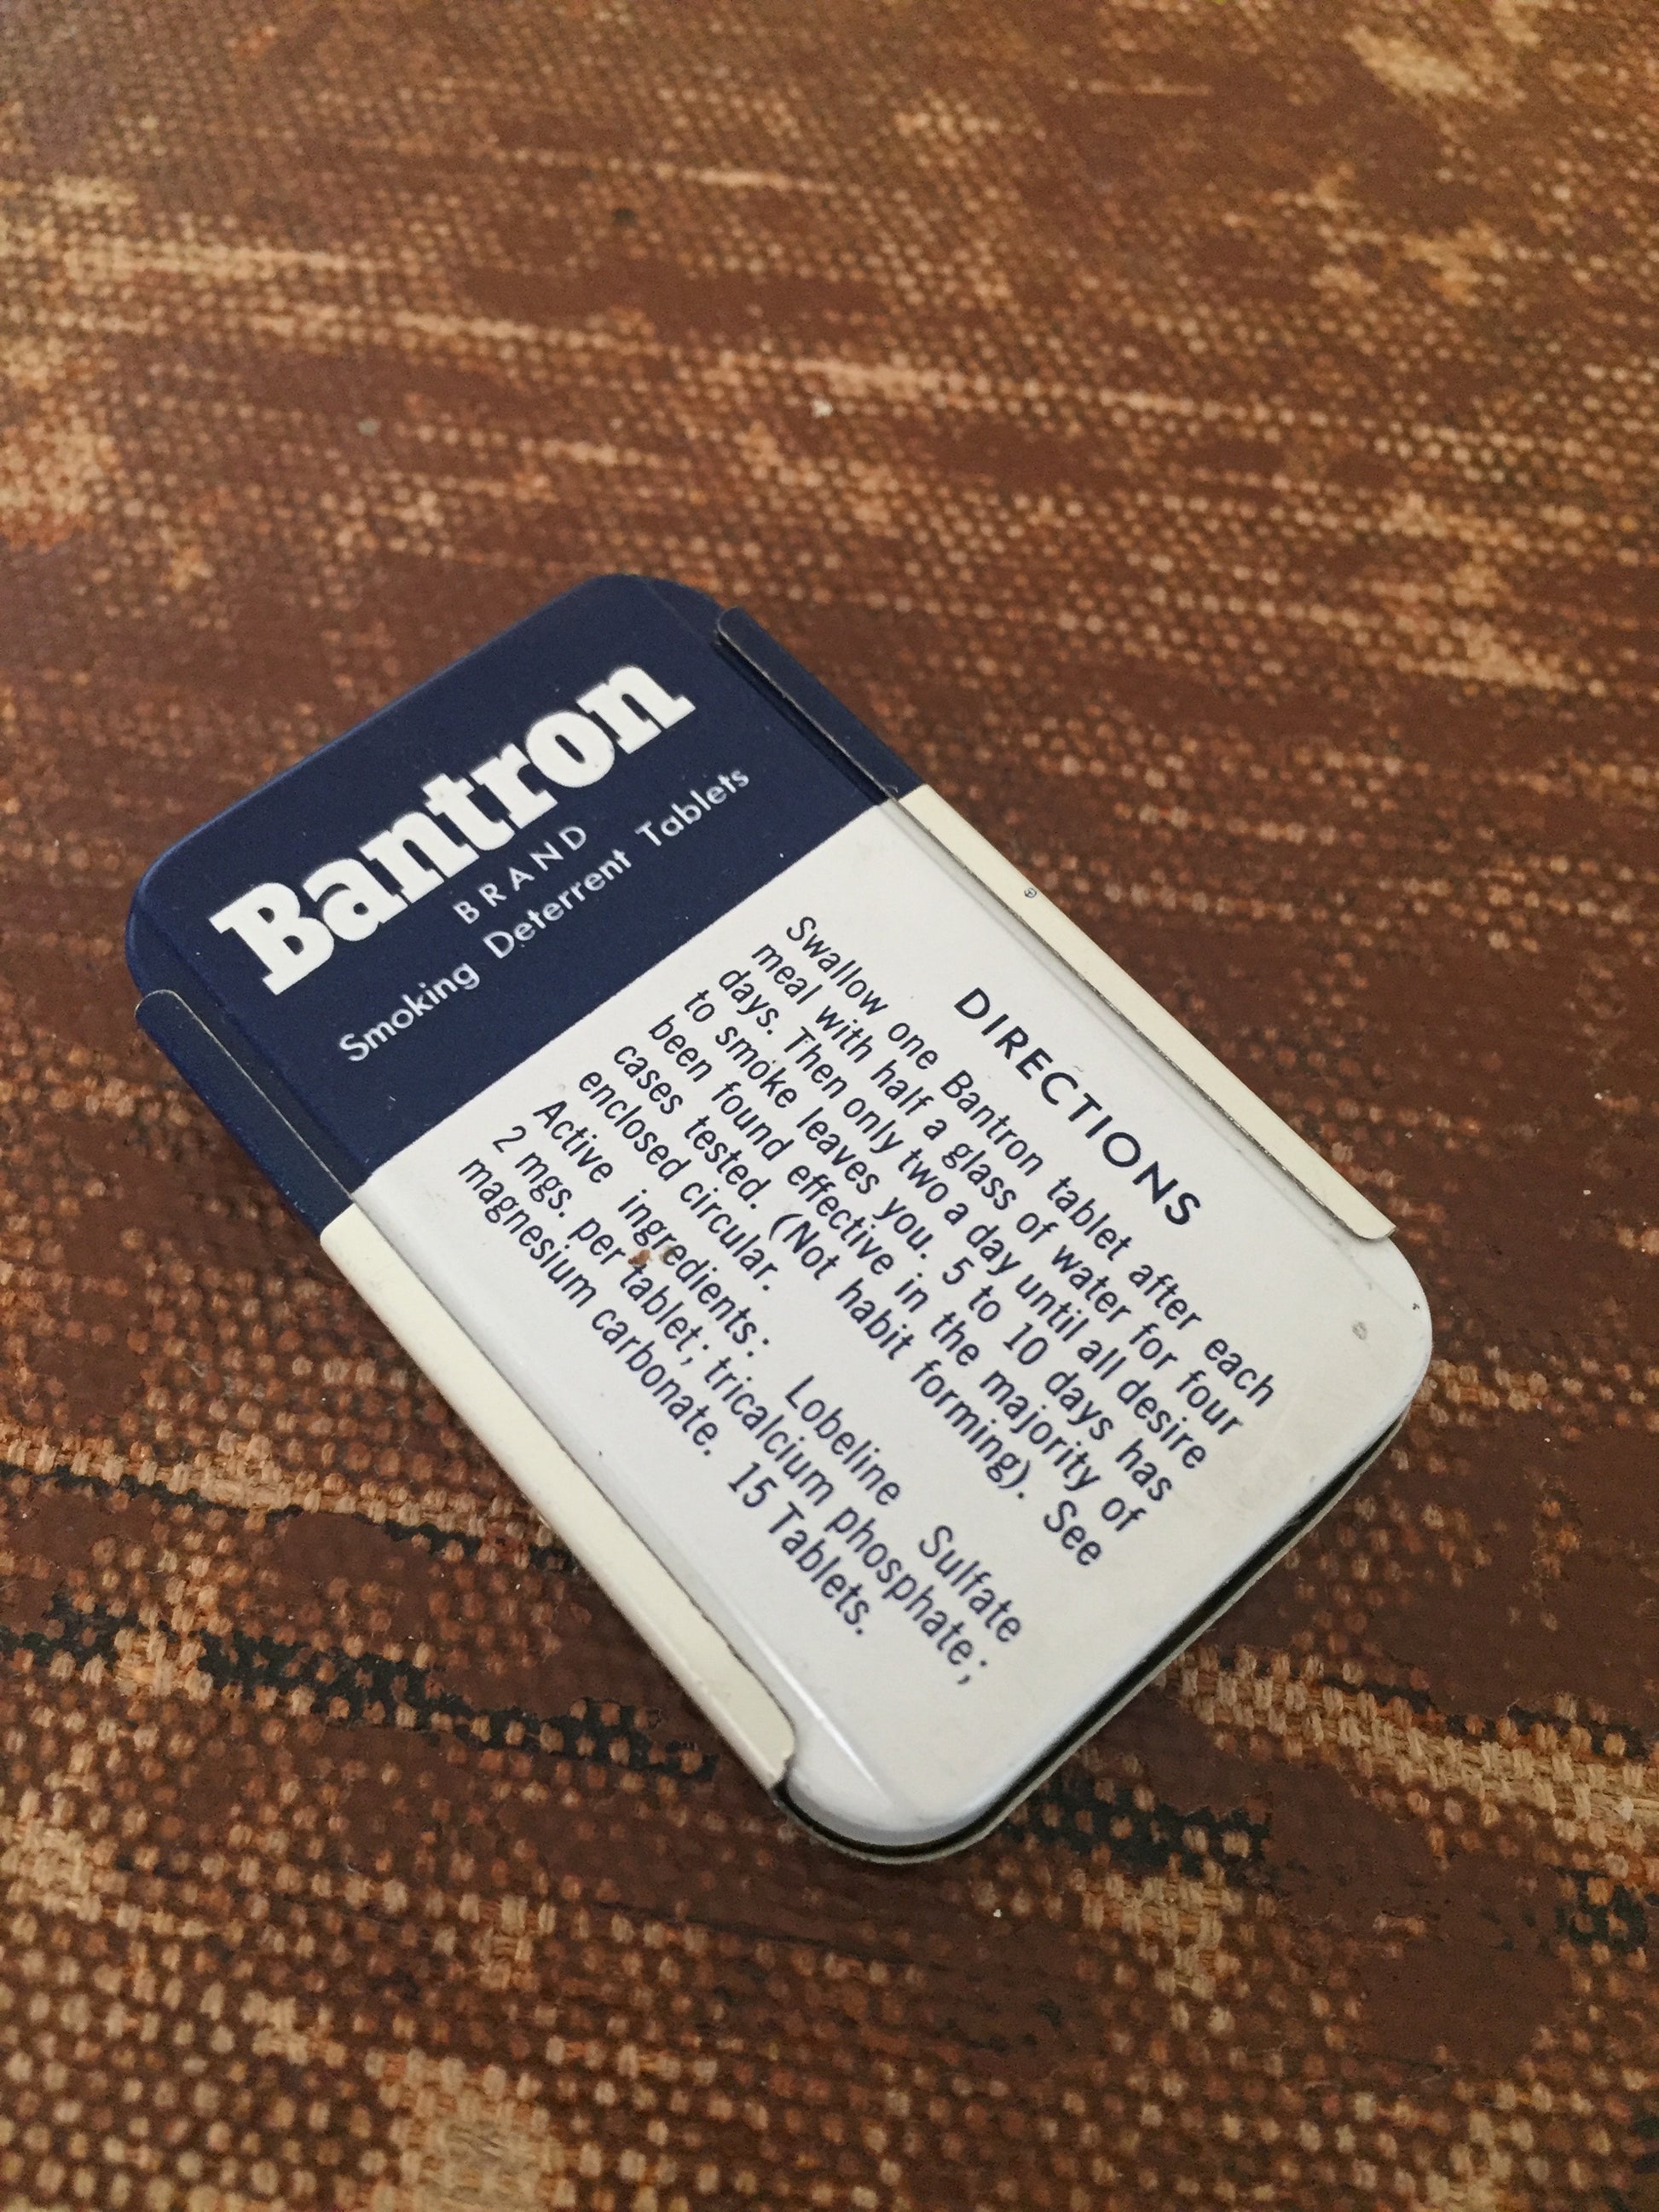 Bantron
BRAND
Smoking Deterrent Tablets
DIRECTIONS
Swallow one Bantron tablet after each
meal with half a glass of water for four
days. Then only two a day until all desire
to smoke leaves you. 5 to 10 days has
been found effective in the majority of
cases tested. (Not habit forming). See
enclosed circular.
Active ingredients: Lobeline Sulfate
2 mgs. per tablet; tricalcium phosphate;
magnesium carbonate. 15 Tablets.